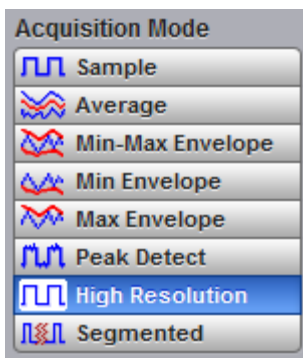 Acquisition Mode
Sample
Average
Min-Max Envelope
Min Envelope
Max Envelope
Peak Detect
High Resolution
Segmented